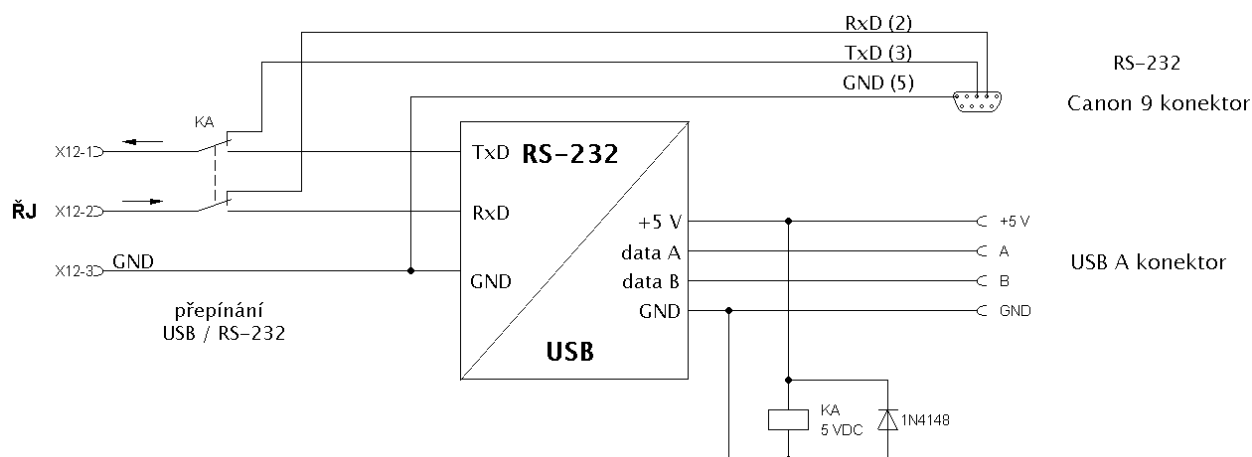 RxD (2)
TxD (3)
GND (5)
RS-232
Canon 9 konektor
KA
X12-1
TxD
RS-232
ŘJ
X12-2
RxD
X12-3
GND
GND
přepínání
USB / RS-232
+5 V
+5 V
data A
A
data B
B
GND
GND
USB A konektor
USB
KA
5 VDC
1N4148